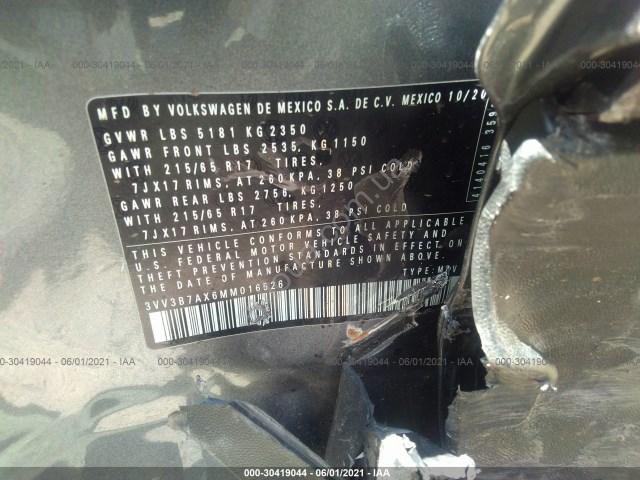 000-30419044 - 06/01/2021 - IAA
MFD BY VOLKSWAGEN DE MEXICO S.A. DE C.V. MEXICO 10/20
GVWR LBS 5181 KG 2350
GAWR FRONT LBS 2535, KG 1150
WITH 215/65 R17 TIRES,
7JX17 RIMS, AT 260 KPA, 38 PSI COLD
GAWR REAR LBS 2756, KG 1250
WITH 215/65 R17 TIRES,
7JX17 RIMS, AT 260 KPA, 38 PSI COLD
THIS VEHICLE CONFORMS TO ALL APPLICABLE
U.S. FEDERAL MOTOR VEHICLE SAFETY AND
THEFT PREVENTION STANDARDS IN EFFECT ON
THE DATE OF MANUFACTURE SHOWN ABOVE.
3VV3B7AX6MM016526
TYPE: MPV
4140416 359
000-30419044 - 06/01/2021 - IAA
000-30419044 - 06/01/2021 - IAA